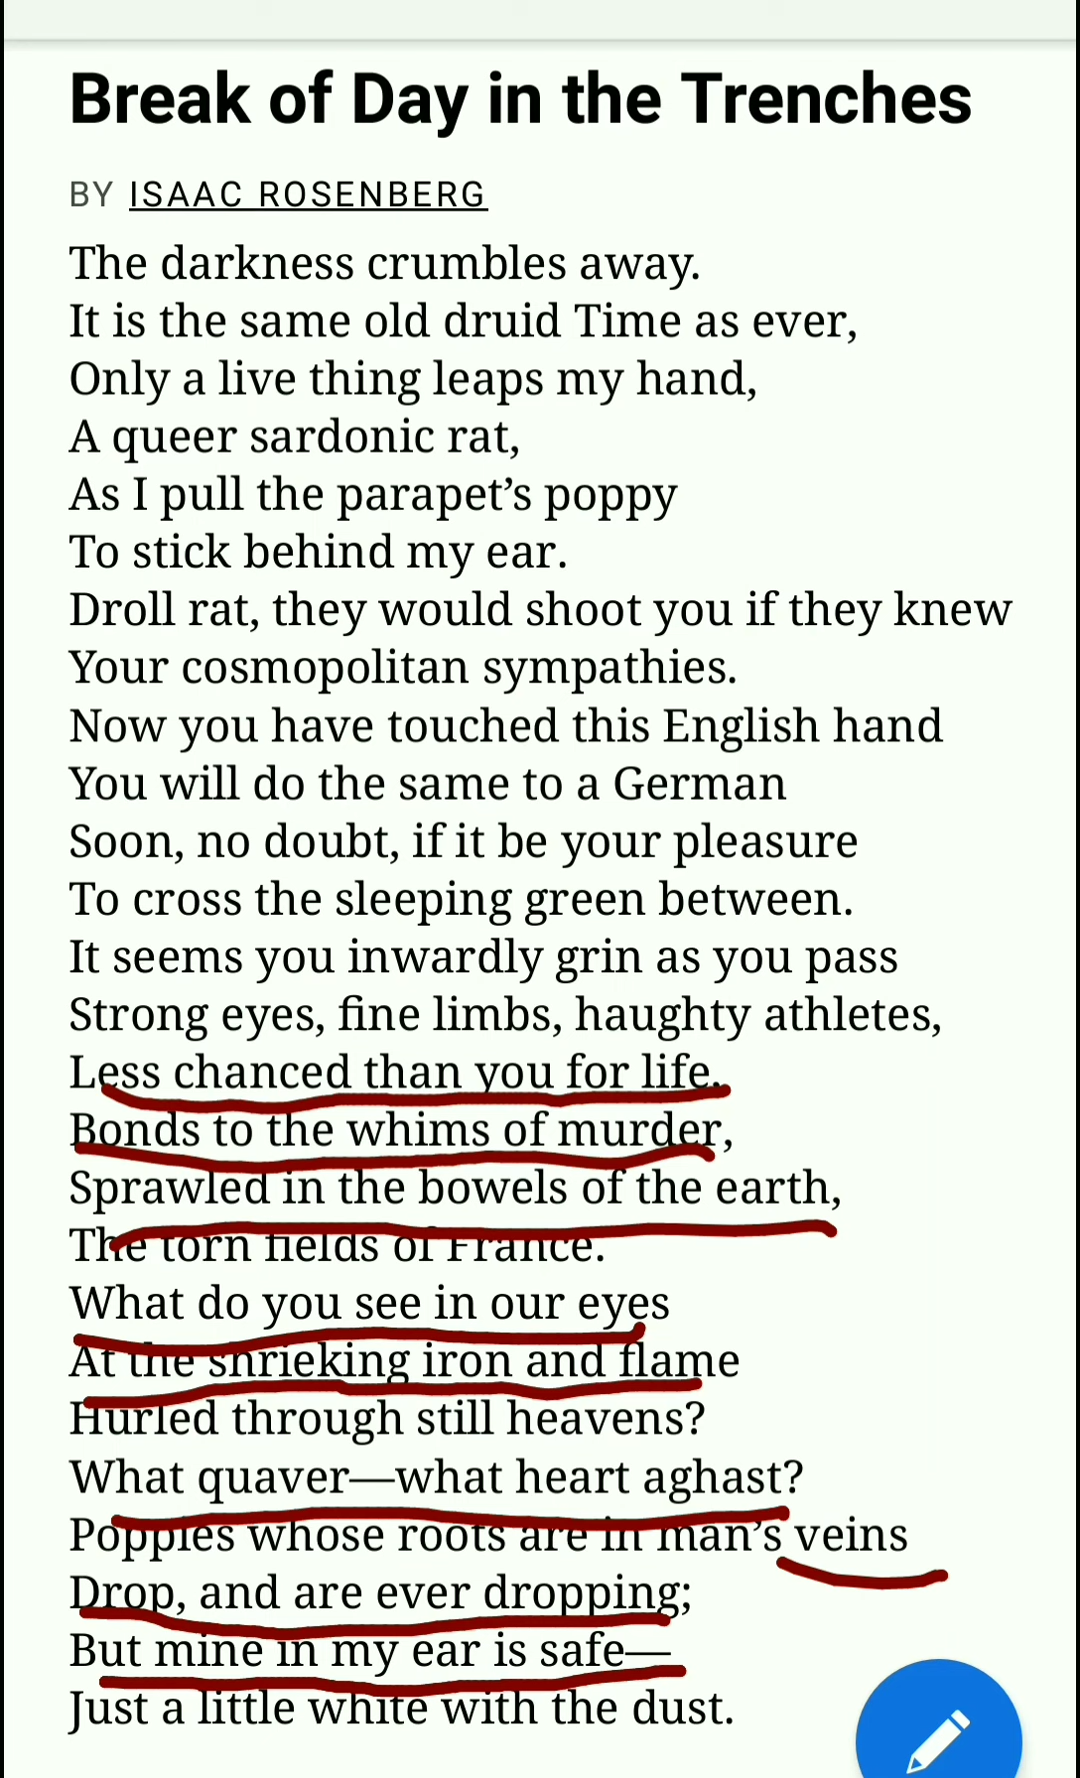 Break of Day in the Trenches
BY ISAAC ROSENBERG
The darkness crumbles away.
It is the same old druid Time as ever,
Only a live thing leaps my hand,
A queer sardonic rat,
As I pull the parapet’s poppy
To stick behind my ear.
Droll rat, they would shoot you if they knew
Your cosmopolitan sympathies.
Now you have touched this English hand
You will do the same to a German
Soon, no doubt, if it be your pleasure
To cross the sleeping green between.
It seems you inwardly grin as you pass
Strong eyes, fine limbs, haughty athletes,
Less chanced than you for life,
Bonds to the whims of murder,
Sprawled in the bowels of the earth,
The torn fields of France.
What do you see in our eyes
At the shrieking iron and flame
Hurled through still heavens?
What quaver—what heart aghast?
Poppies whose roots are in man’s veins
Drop, and are ever dropping;
But mine in my ear is safe—
Just a little white with the dust.